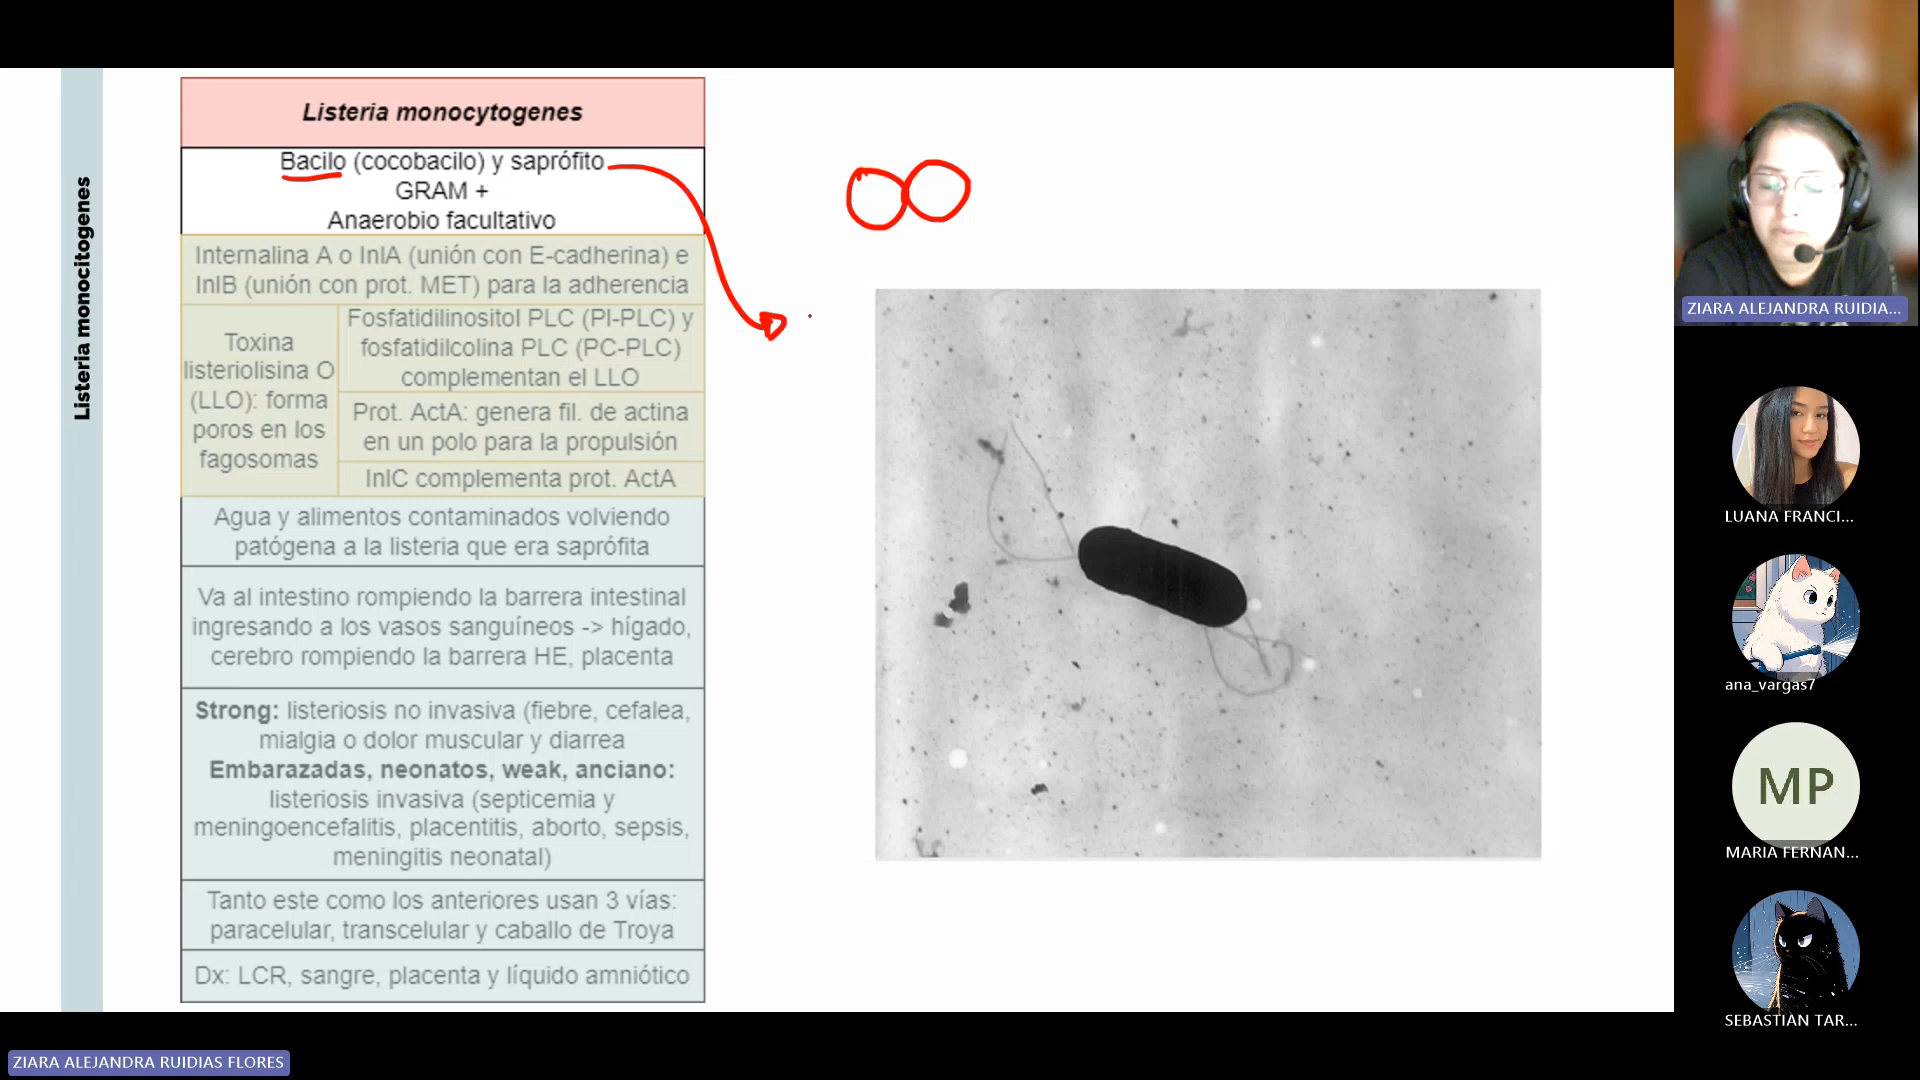 Listeria monocitogenes
Listeria monocytogenes
Bacilo (cocobacilo) y saprófito
GRAM +
Anaerobio facultativo
Internalina A o InlA (unión con E-cadherina) e
InlB (unión con prot. MET) para la adherencia
Toxina
listeriolisina O
(LLO): forma
poros en los
fagosomas
Fosfatidilinositol PLC (PI-PLC) y
fosfatidilcolina PLC (PC-PLC)
complementan el LLO
Prot. ActA: genera fil. de actina
en un polo para la propulsión
InlC complementa prot. ActA
Agua y alimentos contaminados volviendo
patógena a la listeria que era saprófita
Va al intestino rompiendo la barrera intestinal
ingresando a los vasos sanguíneos -> hígado,
cerebro rompiendo la barrera HE, placenta
Strong: listeriosis no invasiva (fiebre, cefalea,
mialgia o dolor muscular y diarrea
Embarazadas, neonatos, weak, anciano:
listeriosis invasiva (septicemia y
meningoencefalitis, placentitis, aborto, sepsis,
meningitis neonatal)
Tanto este como los anteriores usan 3 vías:
paracelular, transcelular y caballo de Troya
Dx: LCR, sangre, placenta y líquido amniótico
ZIARA ALEJANDRA RUIDIA...
LUANA FRANCI...
ana_vargas7
MP
MARIA FERNAN...
SEBASTIAN TAR...
ZIARA ALEJANDRA RUIDIAS FLORES